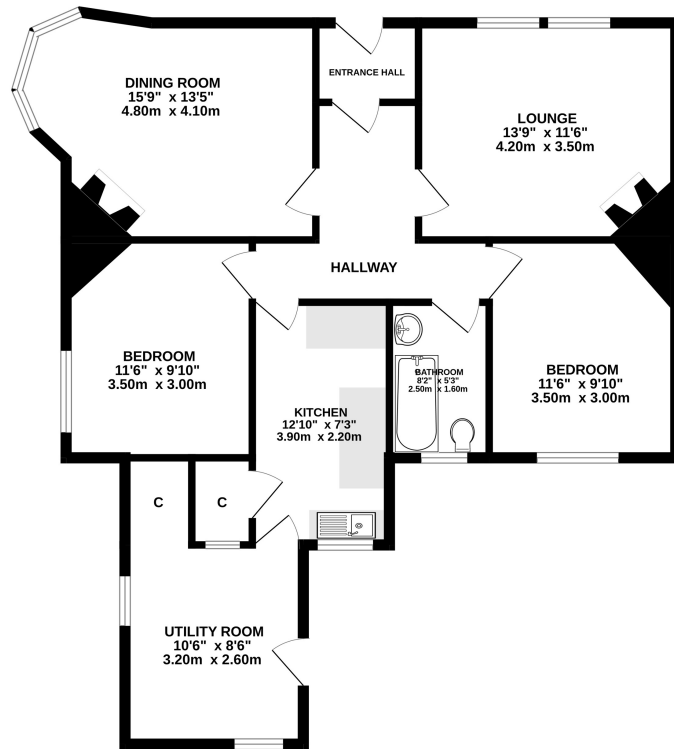 ENTRANCE HALL
DINING ROOM
15'9" x 13'5"
4.80m x 4.10m
LOUNGE
13'9" x 11'6"
4.20m x 3.50m
HALLWAY
BEDROOM
11'6" x 9'10"
3.50m x 3.00m
KITCHEN
12'10" x 7'3"
3.90m x 2.20m
BATHROOM
8'2" x 5'3"
2.50m x 1.60m
BEDROOM
11'6" x 9'10"
3.50m x 3.00m
C
C
UTILITY ROOM
10'6" x 8'6"
3.20m x 2.60m